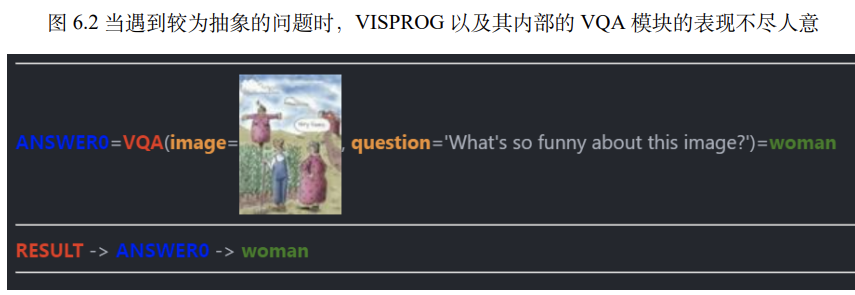 图 6.2 当遇到较为抽象的问题时，VISPROG 以及其内部的 VQA 模块的表现不尽人意
ANSWER0=VQA(image=, question='What's so funny about this image?')=woman
RESULT -> ANSWER0 -> woman